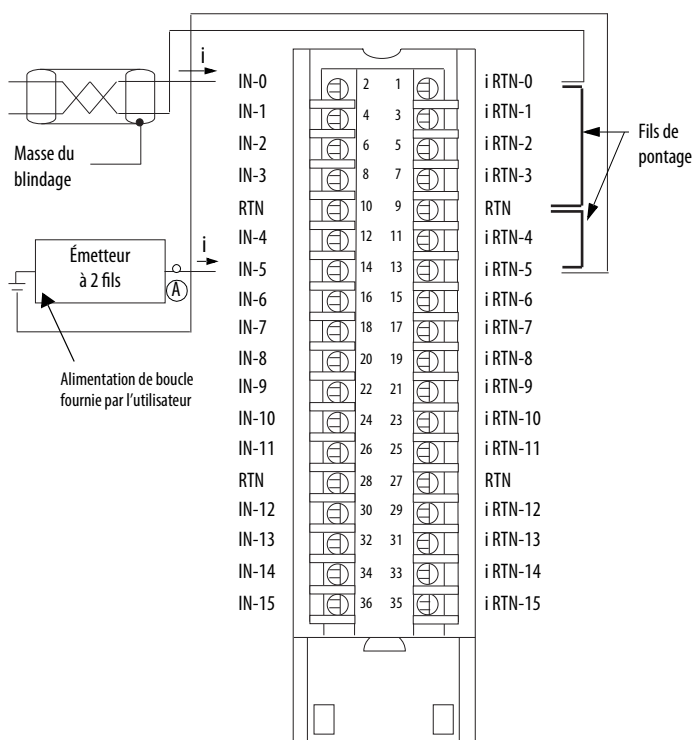 i
IN-0 2 1 i RTN-0
IN-1 4 3 i RTN-1
IN-2 6 5 i RTN-2
IN-3 8 7 i RTN-3
RTN 10 9 RTN
IN-4 12 11 i RTN-4
IN-5 14 13 i RTN-5
IN-6 16 15 i RTN-6
IN-7 18 17 i RTN-7
IN-8 20 19 i RTN-8
IN-9 22 21 i RTN-9
IN-10 24 23 i RTN-10
IN-11 26 25 i RTN-11
RTN 28 27 RTN
IN-12 30 29 i RTN-12
IN-13 32 31 i RTN-13
IN-14 34 33 i RTN-14
IN-15 36 35 i RTN-15
Masse du
blindage
Fils de
pontage
Émetteur
à 2 fils
i
A
Alimentation de boucle
fournie par l’utilisateur